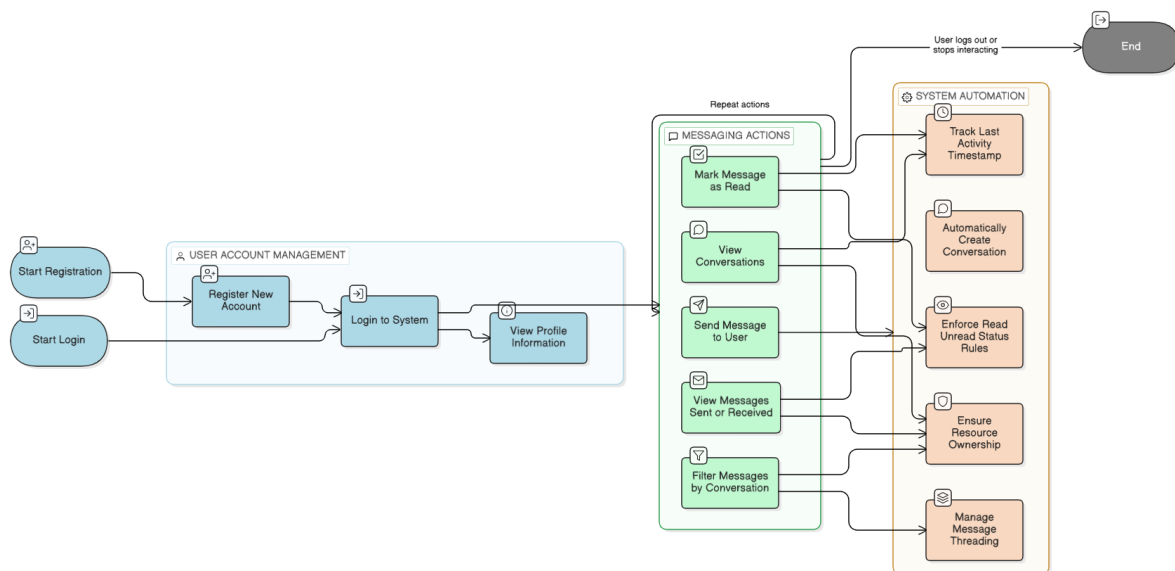 User logs out or
stops interacting
End
Repeat actions
SYSTEM AUTOMATION
MESSAGING ACTIONS
Track Last
Activity
Timestamp
Mark Message
as Read
Automatically
Create
Conversation
View
Conversations
USER ACCOUNT MANAGEMENT
Start Registration
Register New
Account
Login to System
View Profile
Information
Start Login
Send Message
to User
Enforce Read
Unread Status
Rules
View Messages
Sent or Received
Ensure
Resource
Ownership
Filter Messages
by Conversation
Manage
Message
Threading